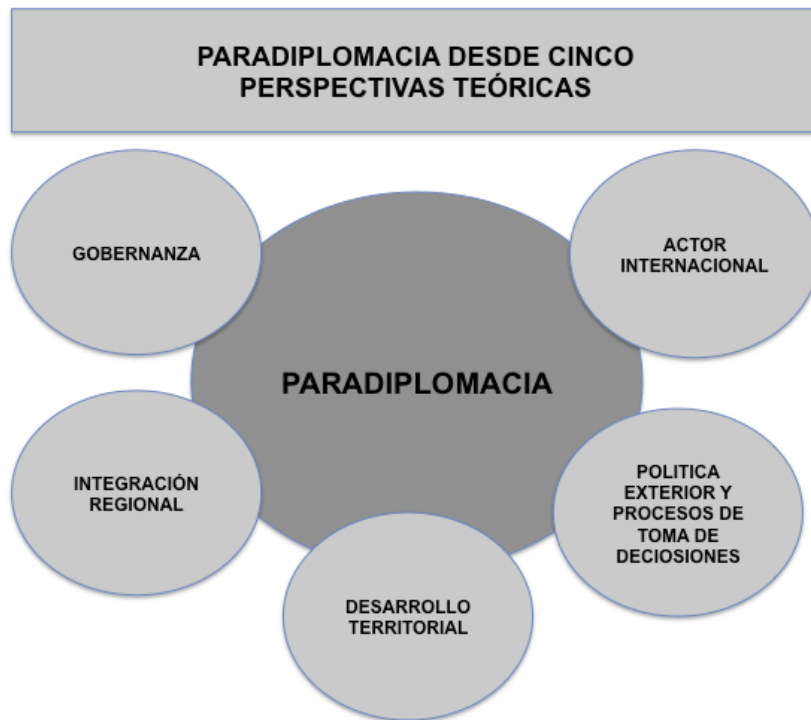 PARADIPLOMACIA DESDE CINCO
PERSPECTIVAS TEÓRICAS
GOBERNANZA
ACTOR
INTERNACIONAL
PARADIPLOMACIA
INTEGRACIÓN
REGIONAL
POLITICA
EXTERIOR Y
PROCESOS DE
TOMA DE
DECIOSIONES
DESARROLLO
TERRITORIAL